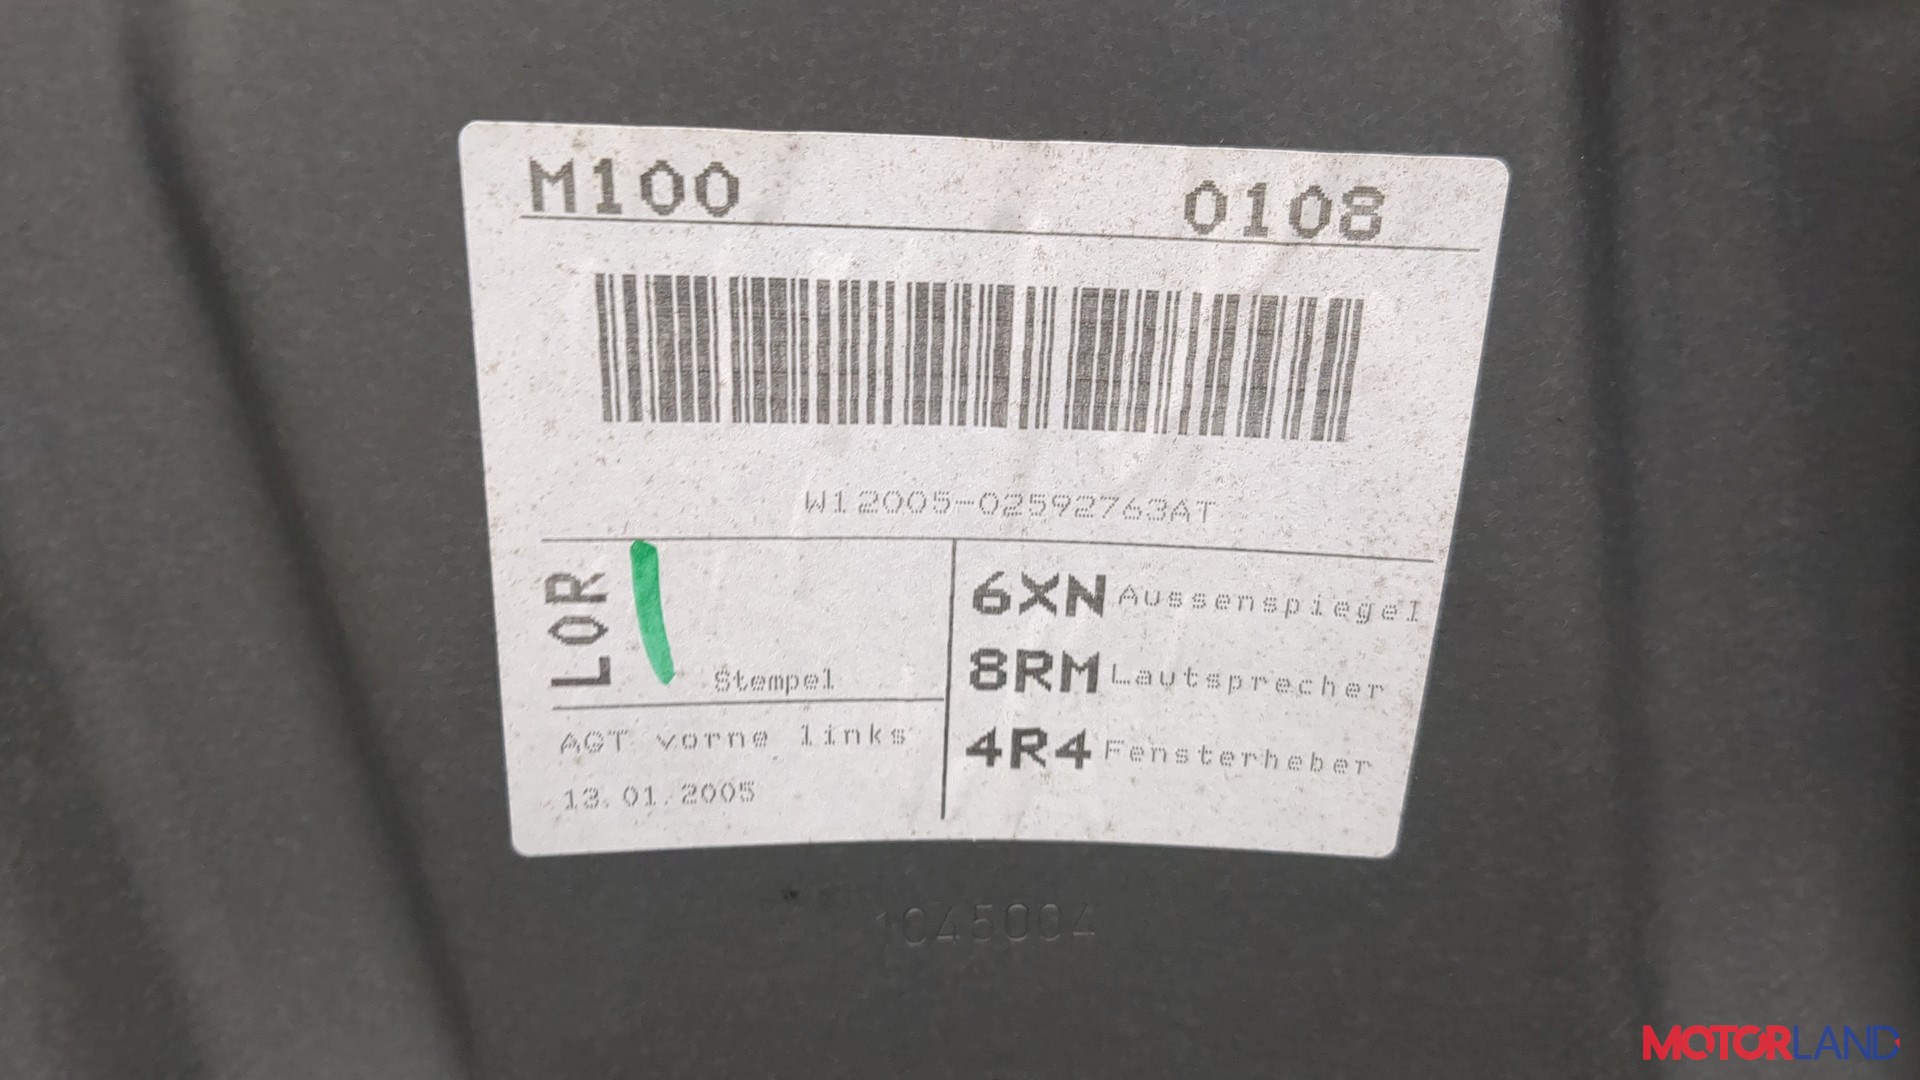 M100 0108
W12005-02592763AT
LOR
Stempel
AGT vorne links
13.01.2005
6XN Aussenspiegel
8RM Lautsprecher
4R4 Fensterheber
1045004
MOTORLAND